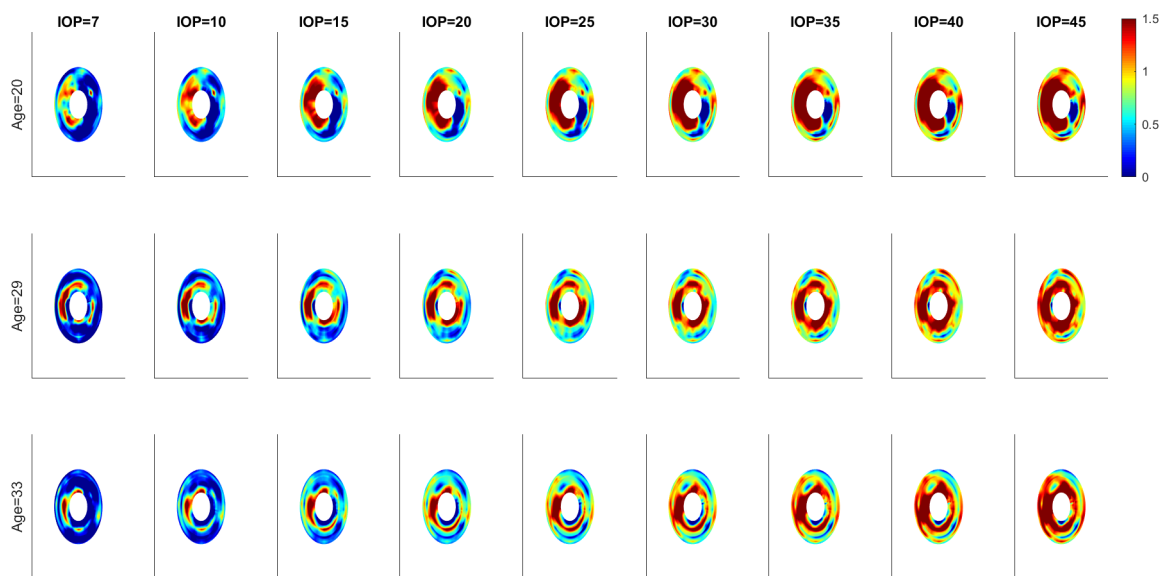 IOP=7 IOP=10 IOP=15 IOP=20 IOP=25 IOP=30 IOP=35 IOP=40 IOP=45
1.5
1
0.5
0
Age=20
Age=29
Age=33